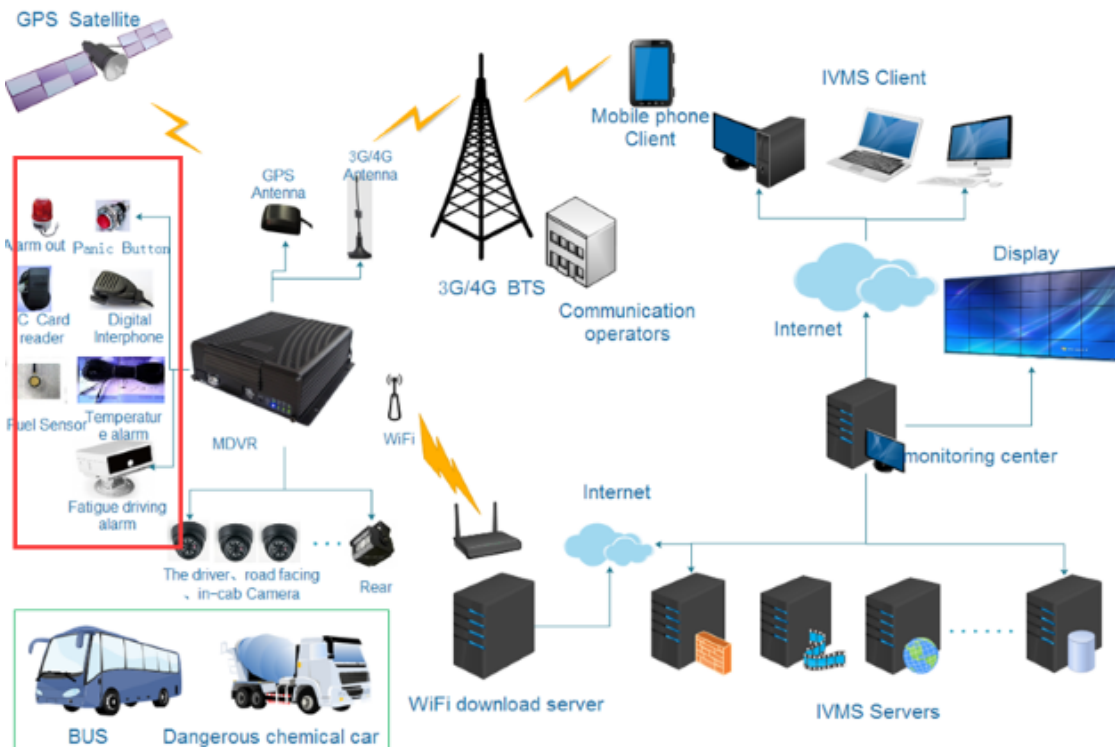 GPS Satellite
IVMS Client
Mobile phone
Client
3G/4G
Antenna
GPS
Antenna
Alarm out
Panic Button
Display
3G/4G BTS
Internet
Communication
operators
C Card
reader
Digital
Interphone
Fuel Sensor
Temperatur
e alarm
MDVR
WiFi
monitoring center
Fatigue driving
alarm
Internet
The driver、road facing
、in-cab Camera
Rear
WiFi download server
IVMS Servers
BUS
Dangerous chemical car